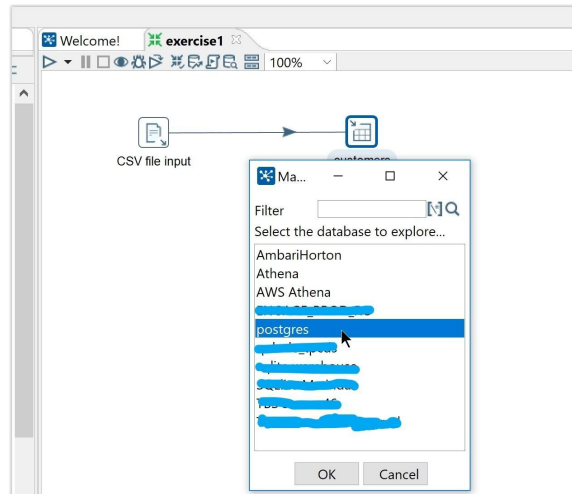 Welcome!
exercise1
100%
CSV file input
customers
Ma...
Filter
Select the database to explore...
AmbariHorton
Athena
AWS Athena
postgres
OK
Cancel